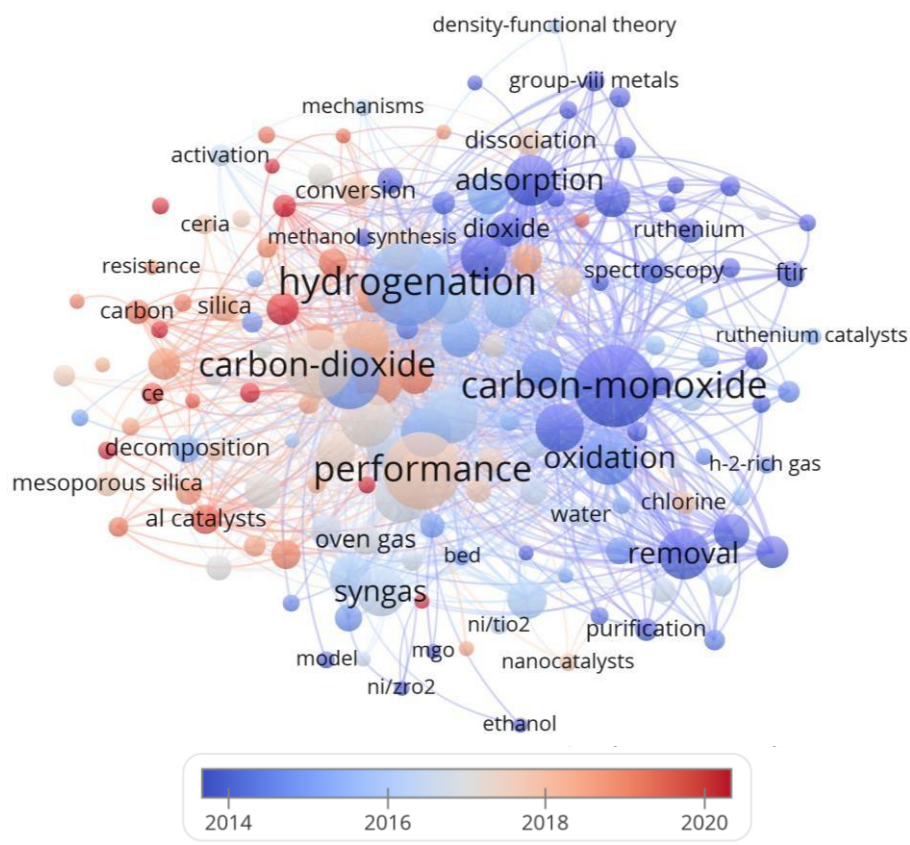 density-functional theory
group-viii metals
mechanisms
dissociation
activation
adsorption
conversion
ceria
dioxide
ruthenium
methanol synthesis
resistance
spectroscopy
ftir
hydrogenation
carbon
silica
ruthenium catalysts
carbon-dioxide
carbon-monoxide
ce
decomposition
oxidation
h-2-rich gas
performance
mesoporous silica
chlorine
al catalysts
water
oven gas
bed
removal
syngas
ni/tio2
purification
mgo
model
nanocatalysts
ni/zro2
ethanol
2014
2016
2018
2020